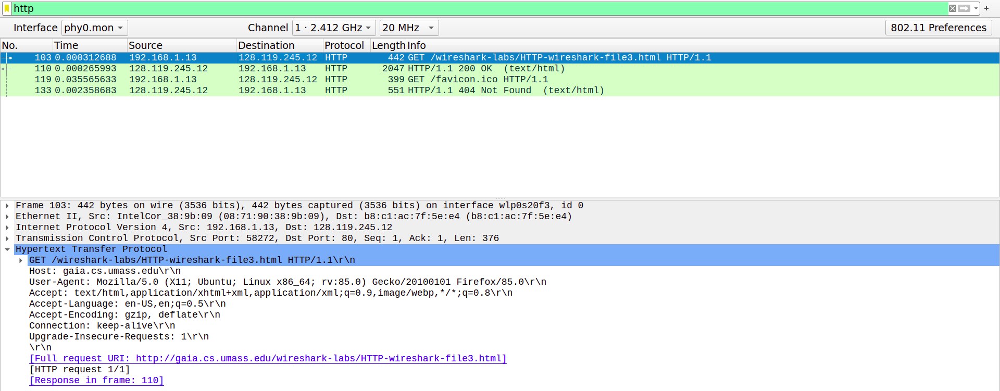 http
Interface phy0.mon Channel 1 · 2.412 GHz 20 MHz 802.11 Preferences
No. Time Source Destination Protocol Length Info
103 0.000312688 192.168.1.13 128.119.245.12 HTTP 442 GET /wireshark-labs/HTTP-wireshark-file3.html HTTP/1.1
110 0.000265993 128.119.245.12 192.168.1.13 HTTP 2047 HTTP/1.1 200 OK  (text/html)
119 0.035565633 192.168.1.13 128.119.245.12 HTTP 399 GET /favicon.ico HTTP/1.1
133 0.002358683 128.119.245.12 192.168.1.13 HTTP 551 HTTP/1.1 404 Not Found  (text/html)
Frame 103: 442 bytes on wire (3536 bits), 442 bytes captured (3536 bits) on interface wlp0s20f3, id 0
Ethernet II, Src: IntelCor_38:9b:09 (08:71:90:38:9b:09), Dst: b8:c1:ac:7f:5e:e4 (b8:c1:ac:7f:5e:e4)
Internet Protocol Version 4, Src: 192.168.1.13, Dst: 128.119.245.12
Transmission Control Protocol, Src Port: 58272, Dst Port: 80, Seq: 1, Ack: 1, Len: 376
Hypertext Transfer Protocol
GET /wireshark-labs/HTTP-wireshark-file3.html HTTP/1.1\r\n
Host: gaia.cs.umass.edu\r\n
User-Agent: Mozilla/5.0 (X11; Ubuntu; Linux x86_64; rv:85.0) Gecko/20100101 Firefox/85.0\r\n
Accept: text/html,application/xhtml+xml,application/xml;q=0.9,image/webp,*/*;q=0.8\r\n
Accept-Language: en-US,en;q=0.5\r\n
Accept-Encoding: gzip, deflate\r\n
Connection: keep-alive\r\n
Upgrade-Insecure-Requests: 1\r\n
\r\n
[Full request URI: http://gaia.cs.umass.edu/wireshark-labs/HTTP-wireshark-file3.html]
[HTTP request 1/1]
[Response in frame: 110]